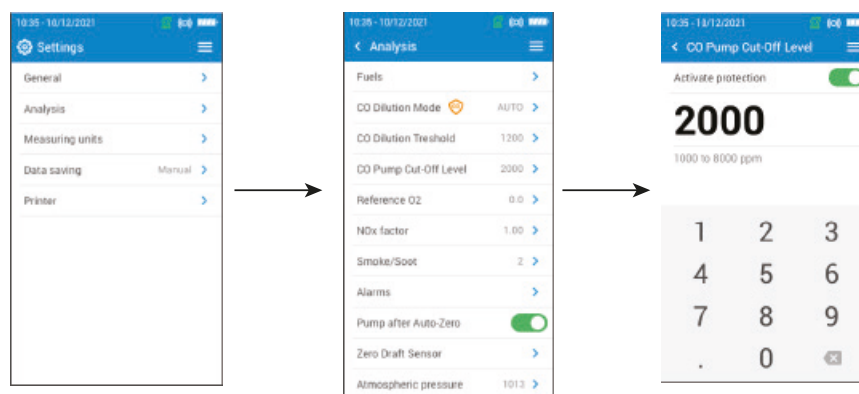 10:35 - 10/12/2021
Settings
General
Analysis
Measuring units
Data saving Manual
Printer
10:35 - 10/12/2021
Analysis
Fuels
CO Dilution Mode AUTO
CO Dilution Treshold 1200
CO Pump Cut-Off Level 2000
Reference O2 0.0
NOx factor 1.00
Smoke/Soot 2
Alarms
Pump after Auto-Zero
Zero Draft Sensor
Atmospheric pressure 1013
10:35 - 10/12/2021
CO Pump Cut-Off Level
Activate protection
2000
1000 to 8000 ppm
1 2 3
4 5 6
7 8 9
. 0